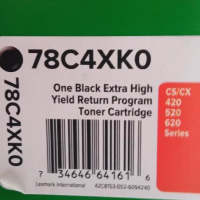 78C4XK0
78C4XK0
One Black Extra High
Yield Return Program
Toner Cartridge
CS/CX
420
520
620
Series
7 34646 64161 6
Lexmark International